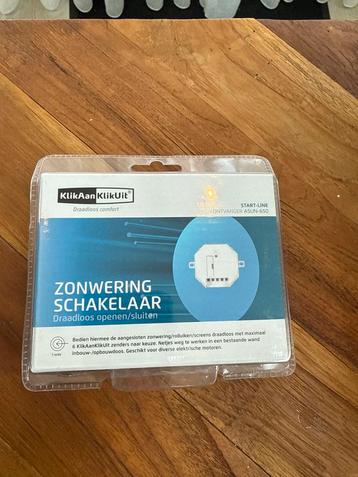 KlikAanKlikUit®
Draadloos comfort
START-LINE
ONTVANGER ASUN-650
ZONWERING
SCHAKELAAR
Draadloos openen/sluiten
Bedien hiermee de aangesloten zonwering/rolluiken/screens draadloos met maximaal
6 KlikAanKlikUit zenders naar keuze. Netjes weg te werken in een bestaande wand
inbouw-/opbouwdoos. Geschikt voor diverse elektrische motoren.